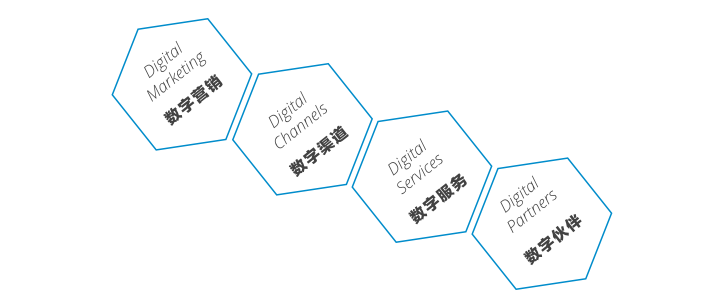 Digital
Marketing
数字营销
Digital
Channels
数字渠道
Digital
Services
数字服务
Digital
Partners
数字伙伴